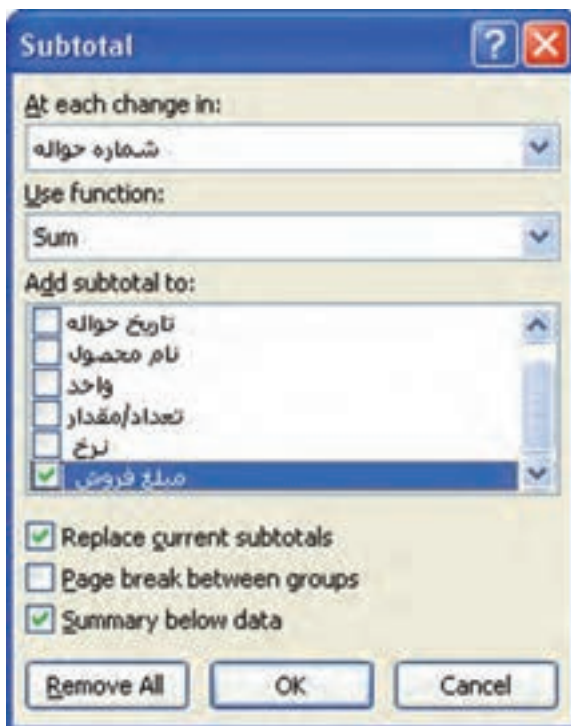 Subtotal
At each change in:
شماره حواله
Use function:
Sum
Add subtotal to:
تاریخ حواله
نام محصول
واحد
تعداد/مقدار
نرخ
مبلغ فروش
Replace current subtotals
Page break between groups
Summary below data
Remove All OK Cancel